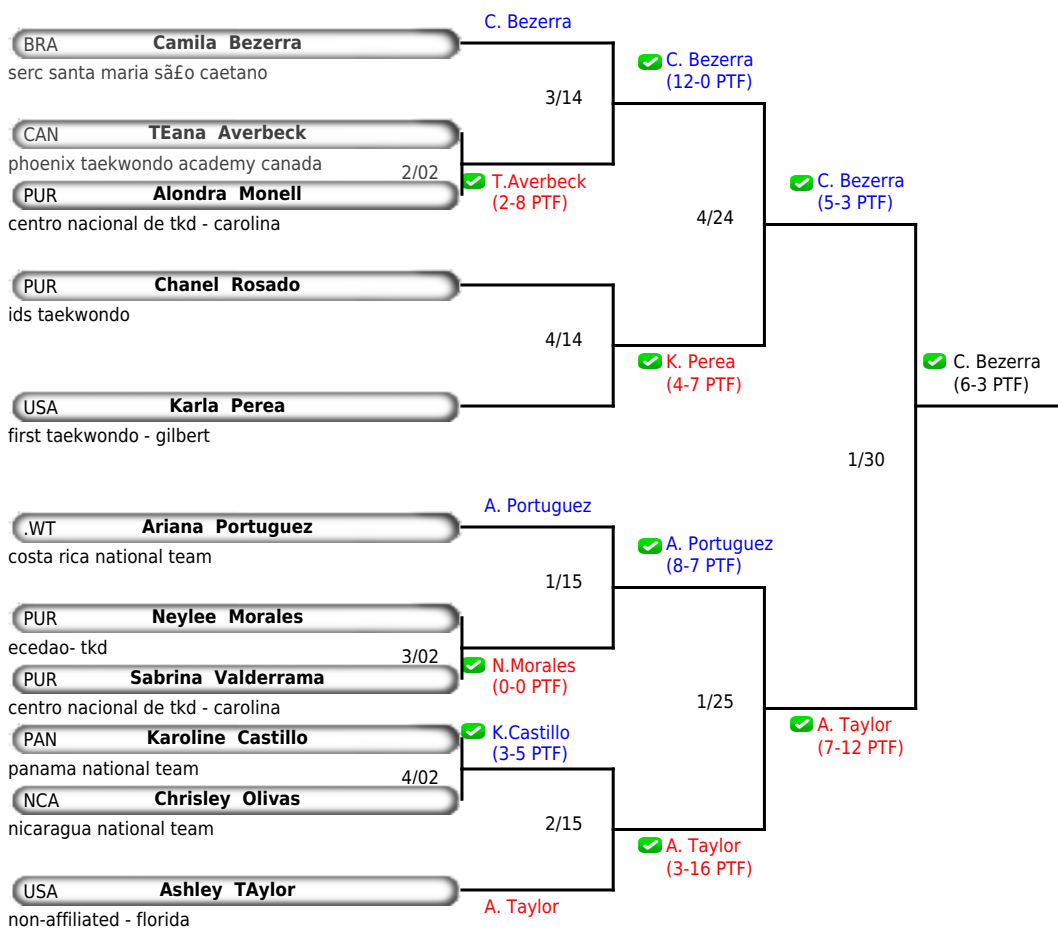 C. Bezerra
BRA Camila Bezerra
serc santa maria sã£o caetano
C. Bezerra
(12-0 PTF)
3/14
CAN TEana Averbeck
phoenix taekwondo academy canada
2/02
T.Averbeck
(2-8 PTF)
PUR Alondra Monell
centro nacional de tkd - carolina
C. Bezerra
(5-3 PTF)
4/24
PUR Chanel Rosado
ids taekwondo
4/14
K. Perea
(4-7 PTF)
C. Bezerra
(6-3 PTF)
USA Karla Perea
first taekwondo - gilbert
1/30
A. Portuguez
.WT Ariana Portuguez
costa rica national team
A. Portuguez
(8-7 PTF)
1/15
PUR Neylee Morales
ecedao- tkd
3/02
N.Morales
(0-0 PTF)
PUR Sabrina Valderrama
centro nacional de tkd - carolina
1/25
A. Taylor
(7-12 PTF)
PAN Karoline Castillo
panama national team
K.Castillo
(3-5 PTF)
4/02
NCA Chrisley Olivas
nicaragua national team
2/15
A. Taylor
(3-16 PTF)
USA Ashley TAylor
non-affiliated - florida
A. Taylor